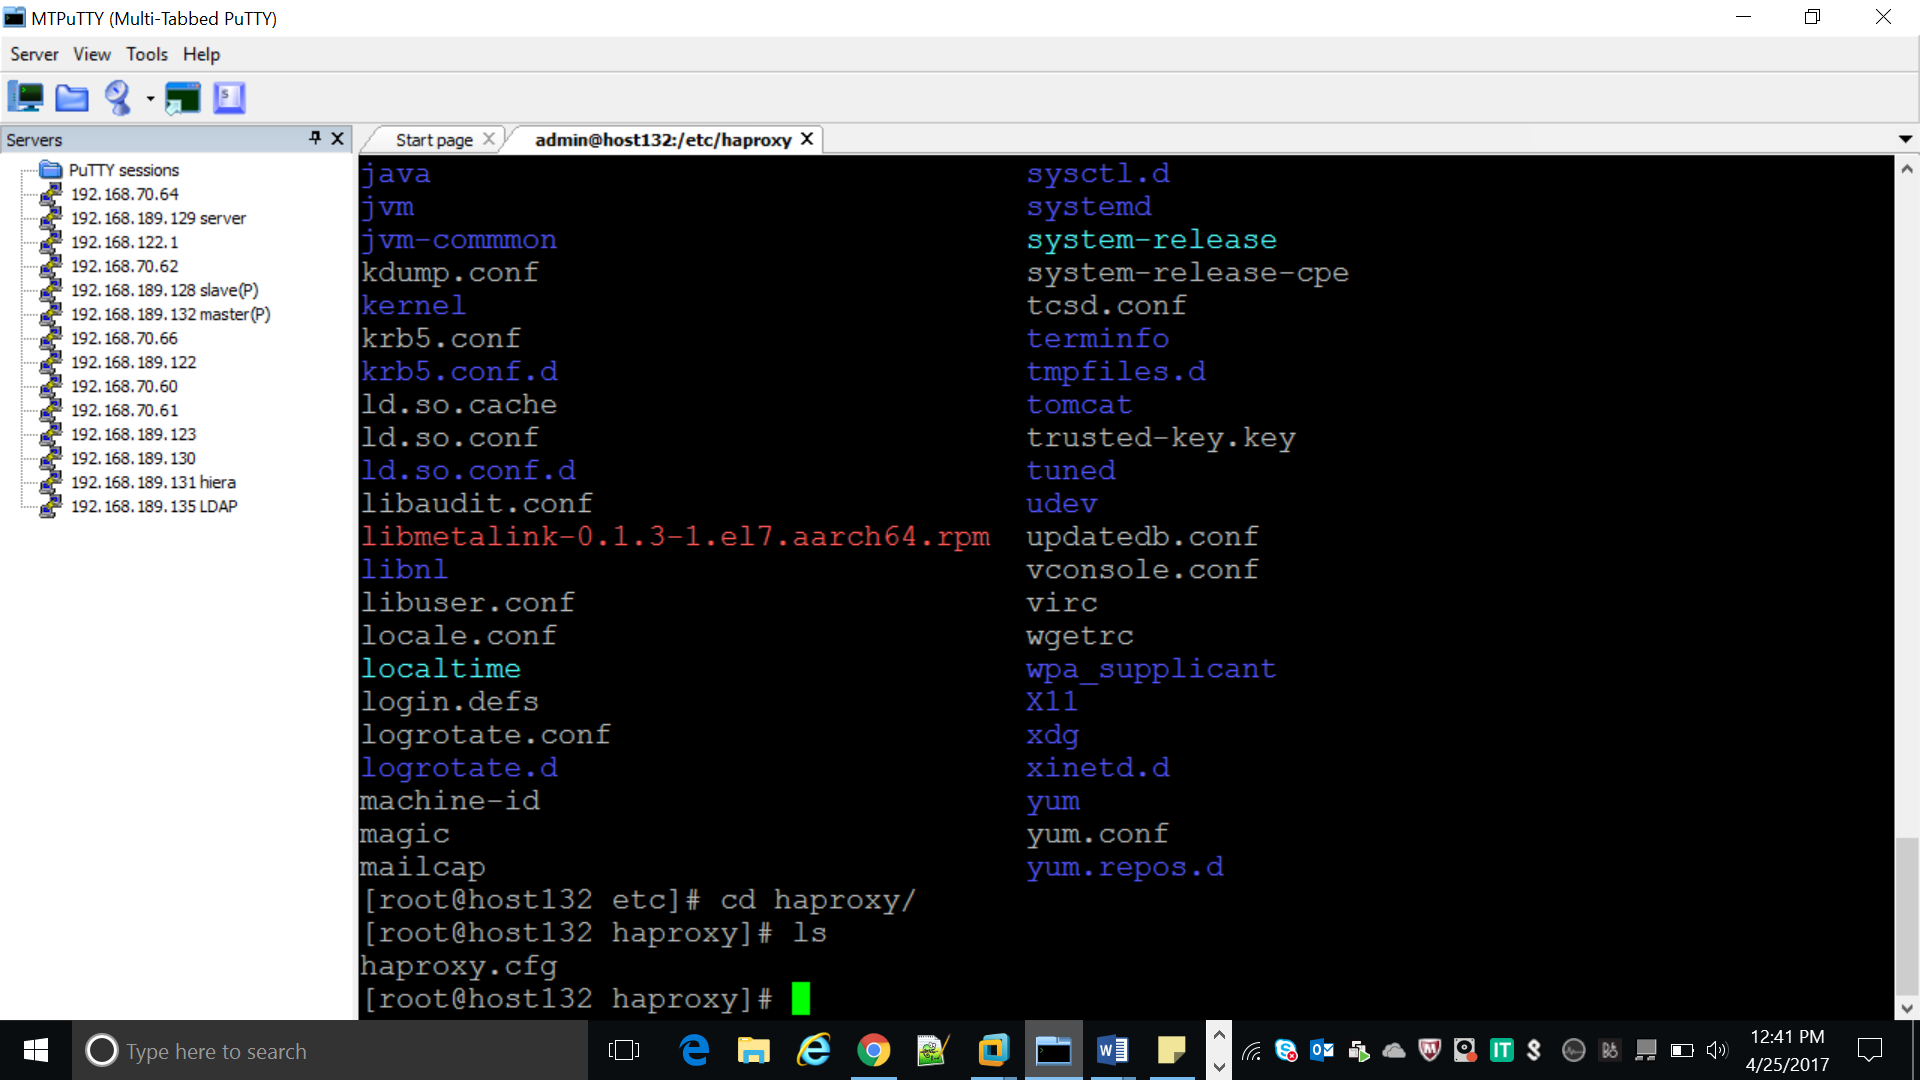 MTPuTTY (Multi-Tabbed PuTTY)
Server View Tools Help
Servers
Start page
admin@host132:/etc/haproxy
PuTTY sessions
192.168.70.64
192.168.189.129 server
192.168.122.1
192.168.70.62
192.168.189.128 slave(P)
192.168.189.132 master(P)
192.168.70.66
192.168.189.122
192.168.70.60
192.168.70.61
192.168.189.123
192.168.189.130
192.168.189.131 hiera
192.168.189.135 LDAP
java sysctl.d
jvm systemd
jvm-commmon system-release
kdump.conf system-release-cpe
kernel tcsd.conf
krb5.conf terminfo
krb5.conf.d tmpfiles.d
ld.so.cache tomcat
ld.so.conf trusted-key.key
ld.so.conf.d tuned
libaudit.conf udev
libmetalink-0.1.3-1.el7.aarch64.rpm updatedb.conf
libnl vconsole.conf
libuser.conf virc
locale.conf wgetrc
localtime wpa_supplicant
login.defs X11
logrotate.conf xdg
logrotate.d xinetd.d
machine-id yum
magic yum.conf
mailcap yum.repos.d
[root@host132 etc]# cd haproxy/
[root@host132 haproxy]# ls
haproxy.cfg
[root@host132 haproxy]#
Type here to search
12:41 PM
4/25/2017